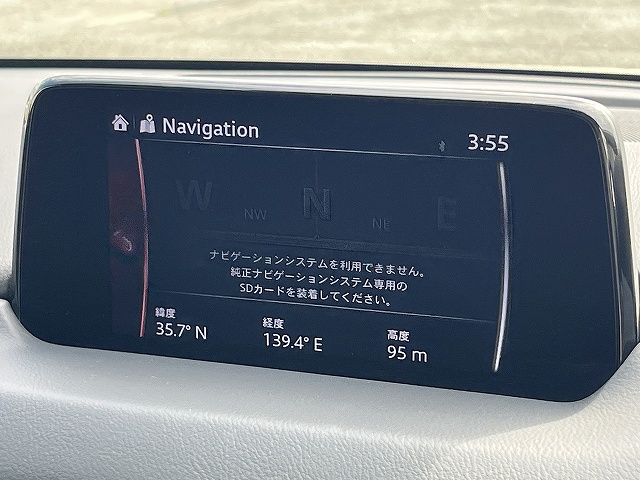 Navigation
3:55
W NW N NE E
ナビゲーションシステムを利用できません。
純正ナビゲーションシステム専用の
SDカードを装着してください。
緯度 経度 高度
35.7° N 139.4° E 95 m